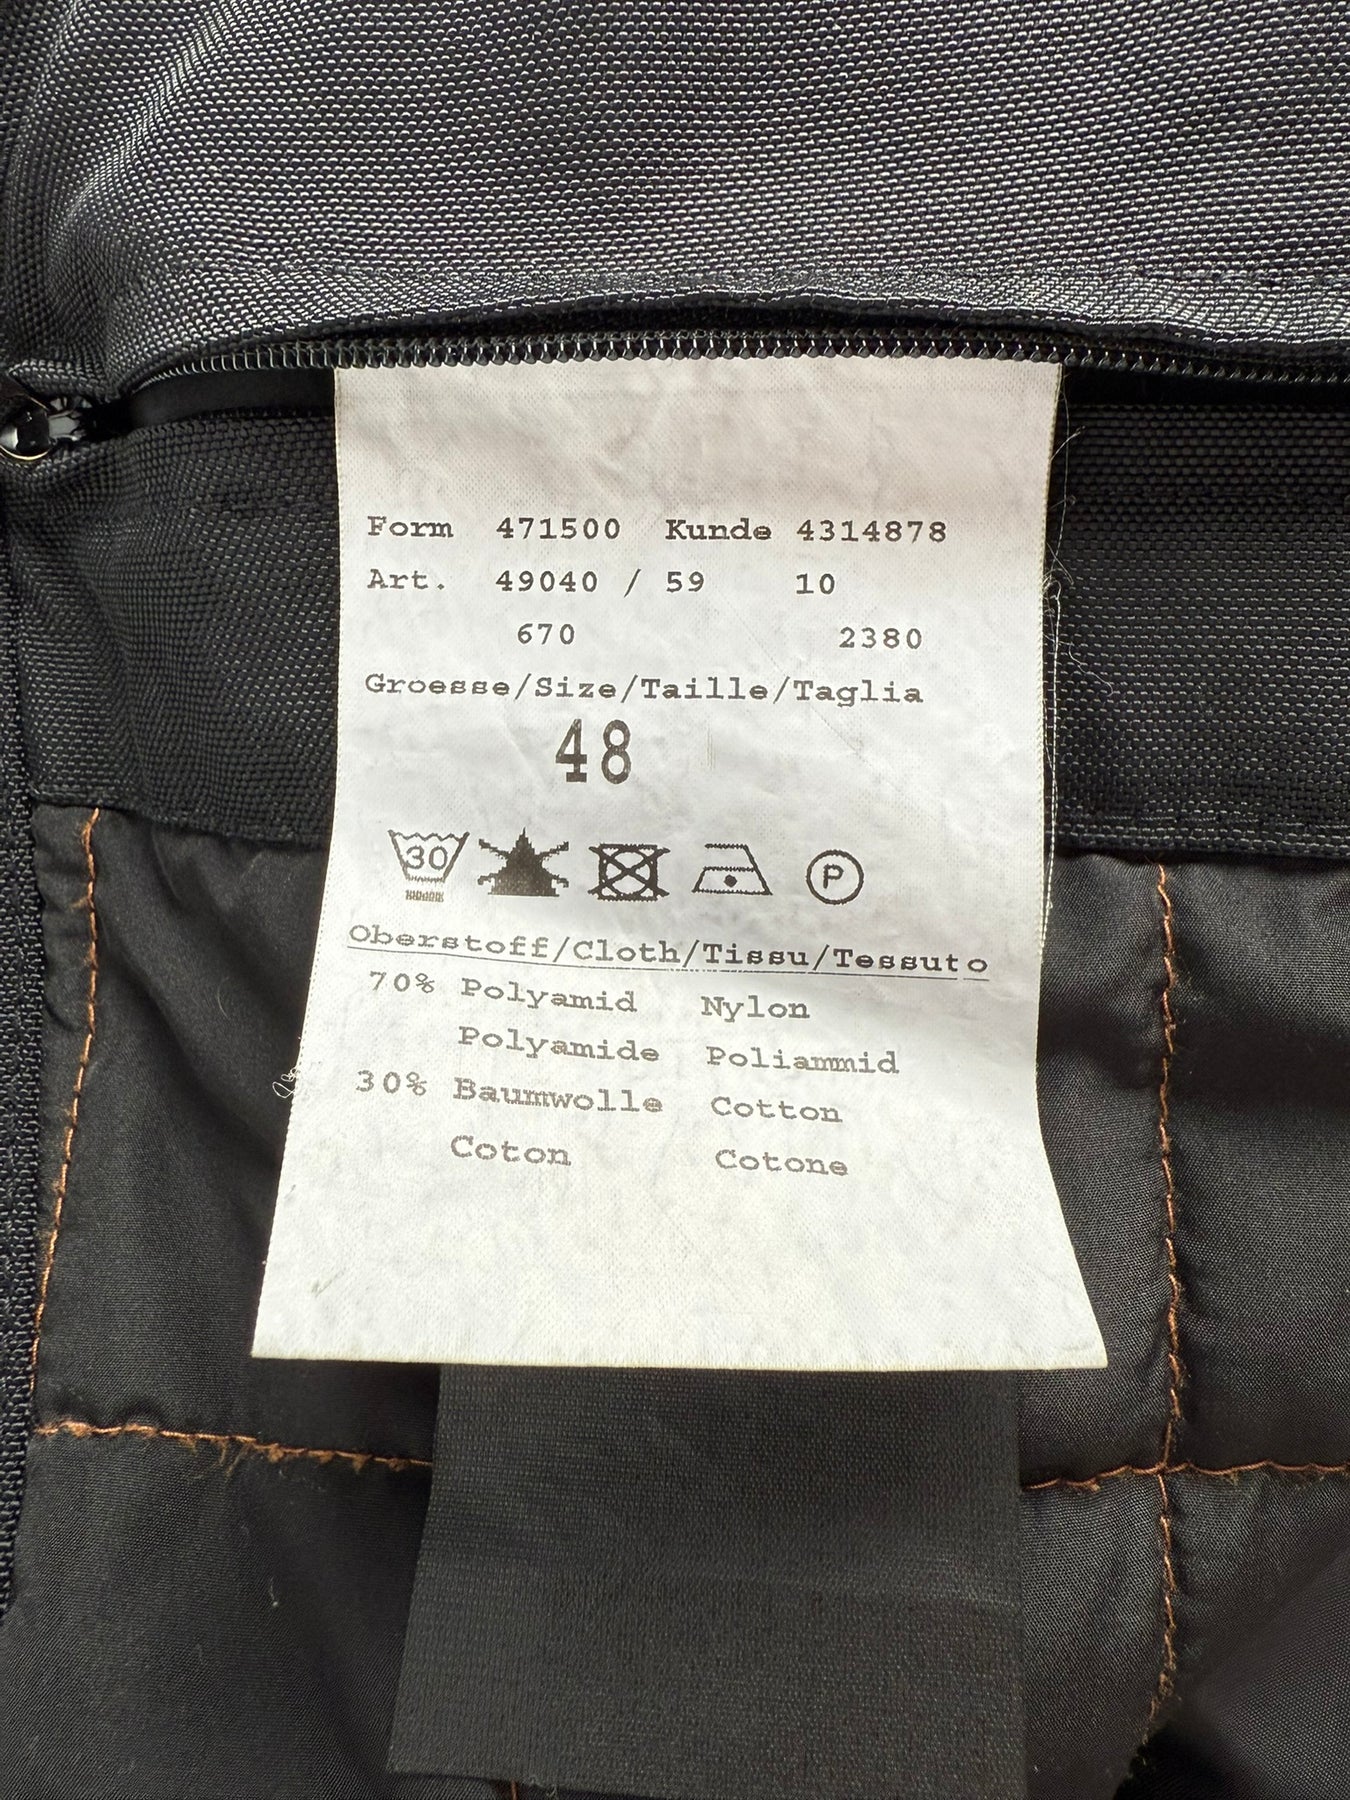 Form 471500 Kunde 4314878
Art. 49040 / 59 10
670 2380
Groesse/Size/Taille/Taglia
48
30 P
Oberstoff/Cloth/Tissu/Tessuto
70% Polyamid Nylon
Polyamide Poliammid
30% Baumwolle Cotton
Coton Cotone